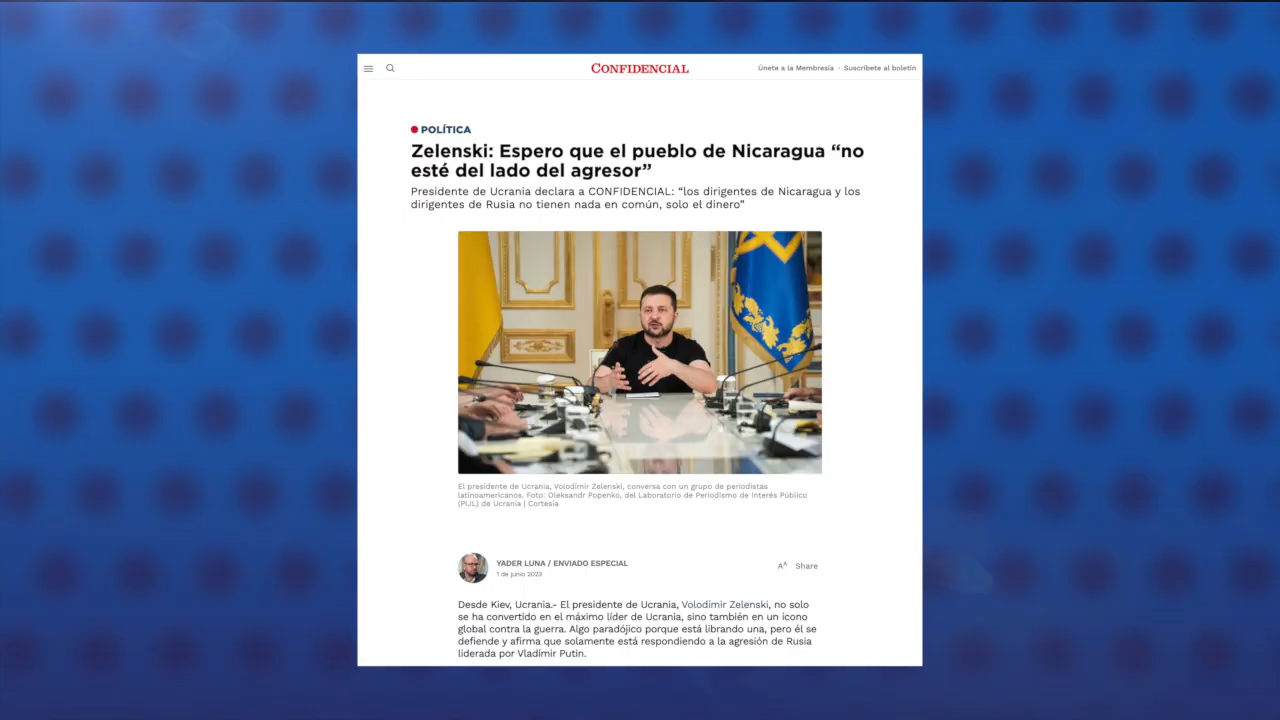 CONFIDENCIAL
Únete a la Membresía · Suscríbete al boletín
POLÍTICA
Zelenski: Espero que el pueblo de Nicaragua “no
esté del lado del agresor”
Presidente de Ucrania declara a CONFIDENCIAL: “los dirigentes de Nicaragua y los
dirigentes de Rusia no tienen nada en común, solo el dinero”
El presidente de Ucrania, Volodímir Zelenski, conversa con un grupo de periodistas
latinoamericanos. Foto: Oleksandr Popenko, del Laboratorio de Periodismo de Interés Público
(PIJL) de Ucrania | Cortesía
YADER LUNA / ENVIADO ESPECIAL
1 de junio 2023
AA Share
Desde Kiev, Ucrania.- El presidente de Ucrania, Volodímir Zelenski, no solo
se ha convertido en el máximo líder de Ucrania, sino también en un ícono
global contra la guerra. Algo paradójico porque está librando una, pero él se
defiende y afirma que solamente está respondiendo a la agresión de Rusia
liderada por Vladímir Putin.